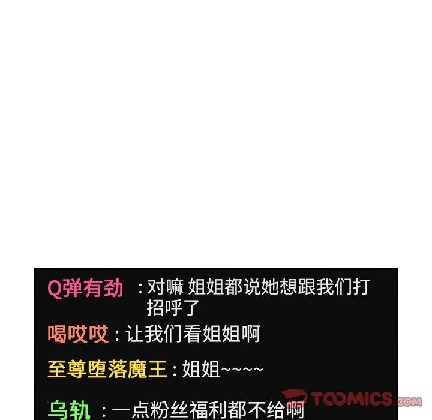 Q弹有劲 : 对嘛 姐姐都说她想跟我们打
招呼了
喝哎哎 : 让我们看姐姐啊
至尊堕落魔王 : 姐姐~~~~
乌轨 : 一点粉丝福利都不给啊
TOOMICS.com